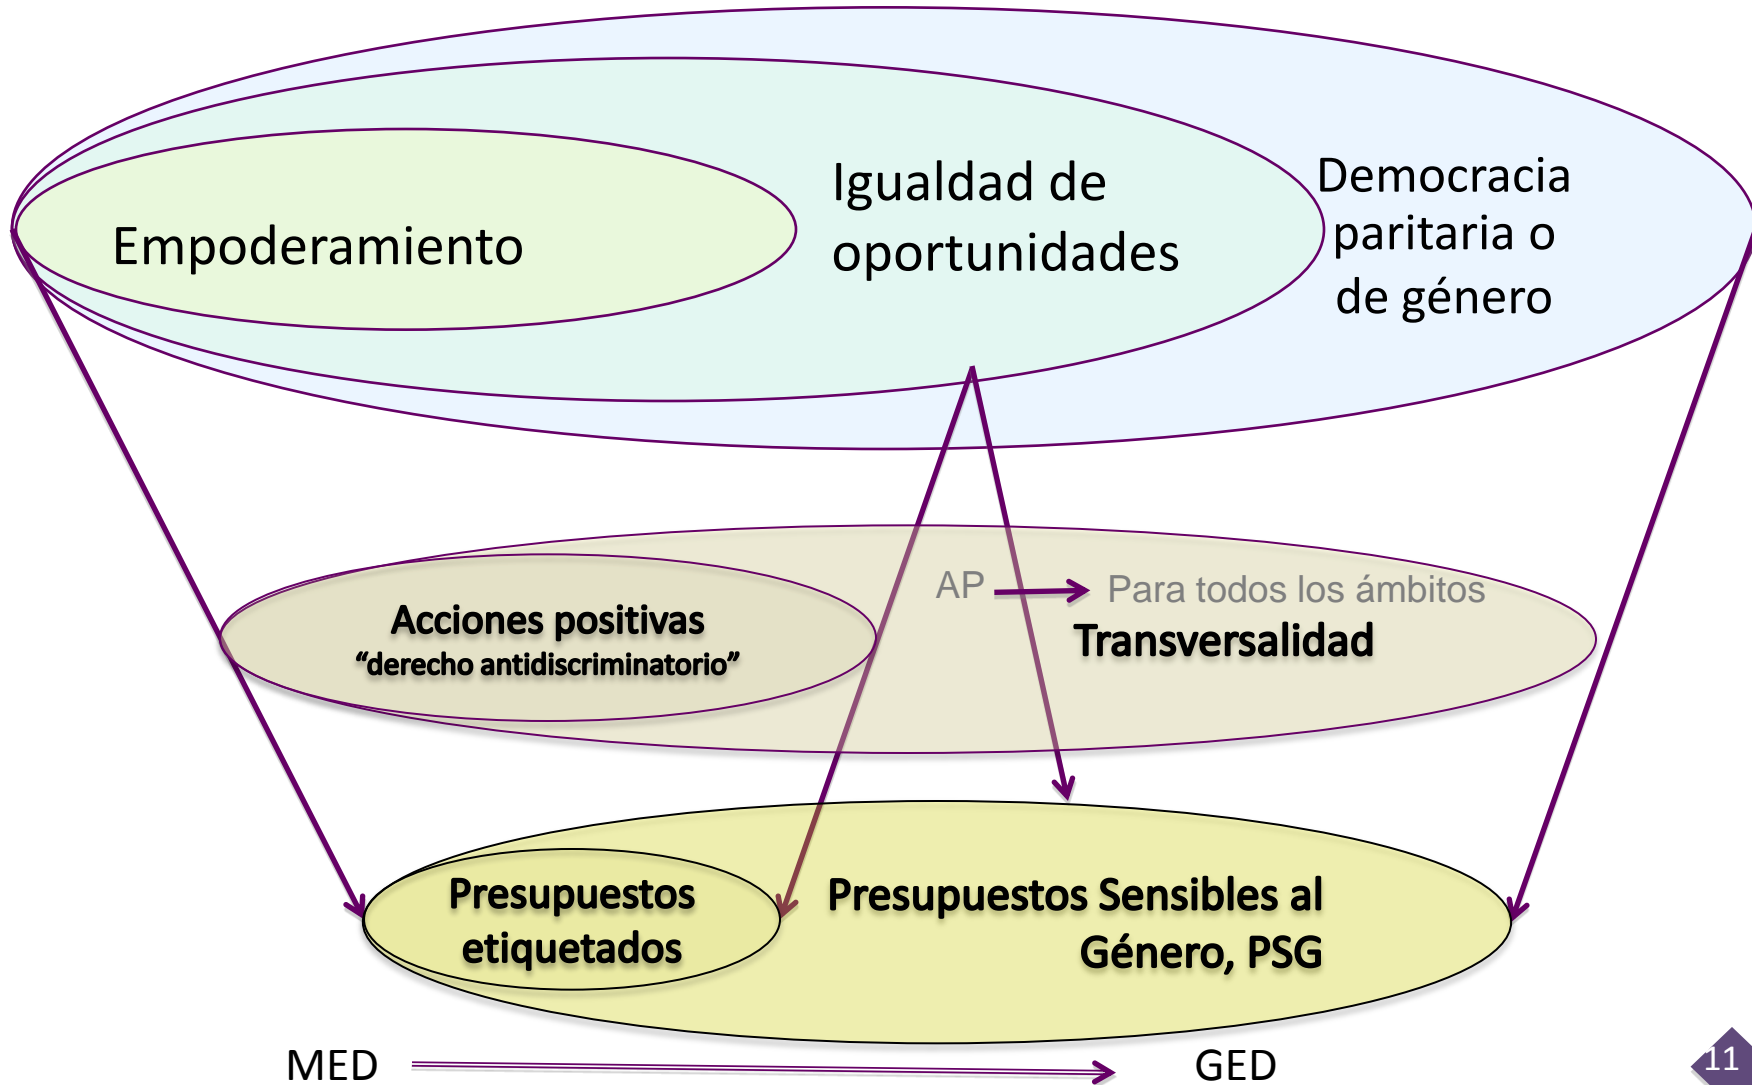 Empoderamiento
Igualdad de
oportunidades
Democracia
paritaria o
de género
Acciones positivas
“derecho antidiscriminatorio”
AP
Para todos los ámbitos
Transversalidad
Presupuestos
etiquetados
Presupuestos Sensibles al
Género, PSG
MED
GED
11